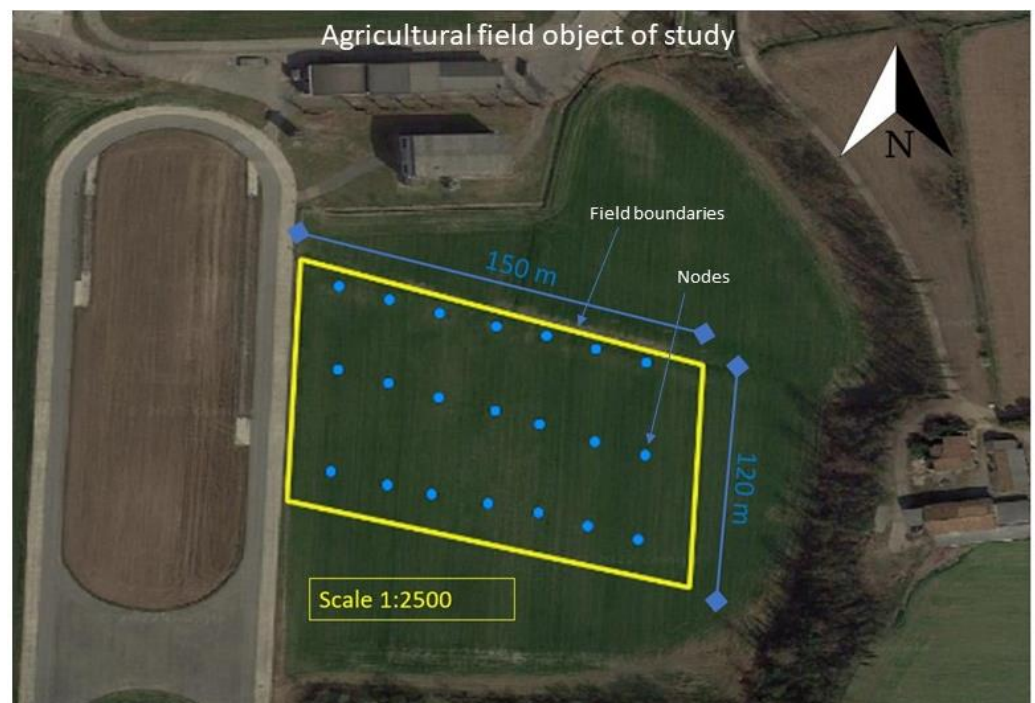 Agricultural field object of study
N
Field boundaries
150 m
Nodes
120 m
Scale 1:2500